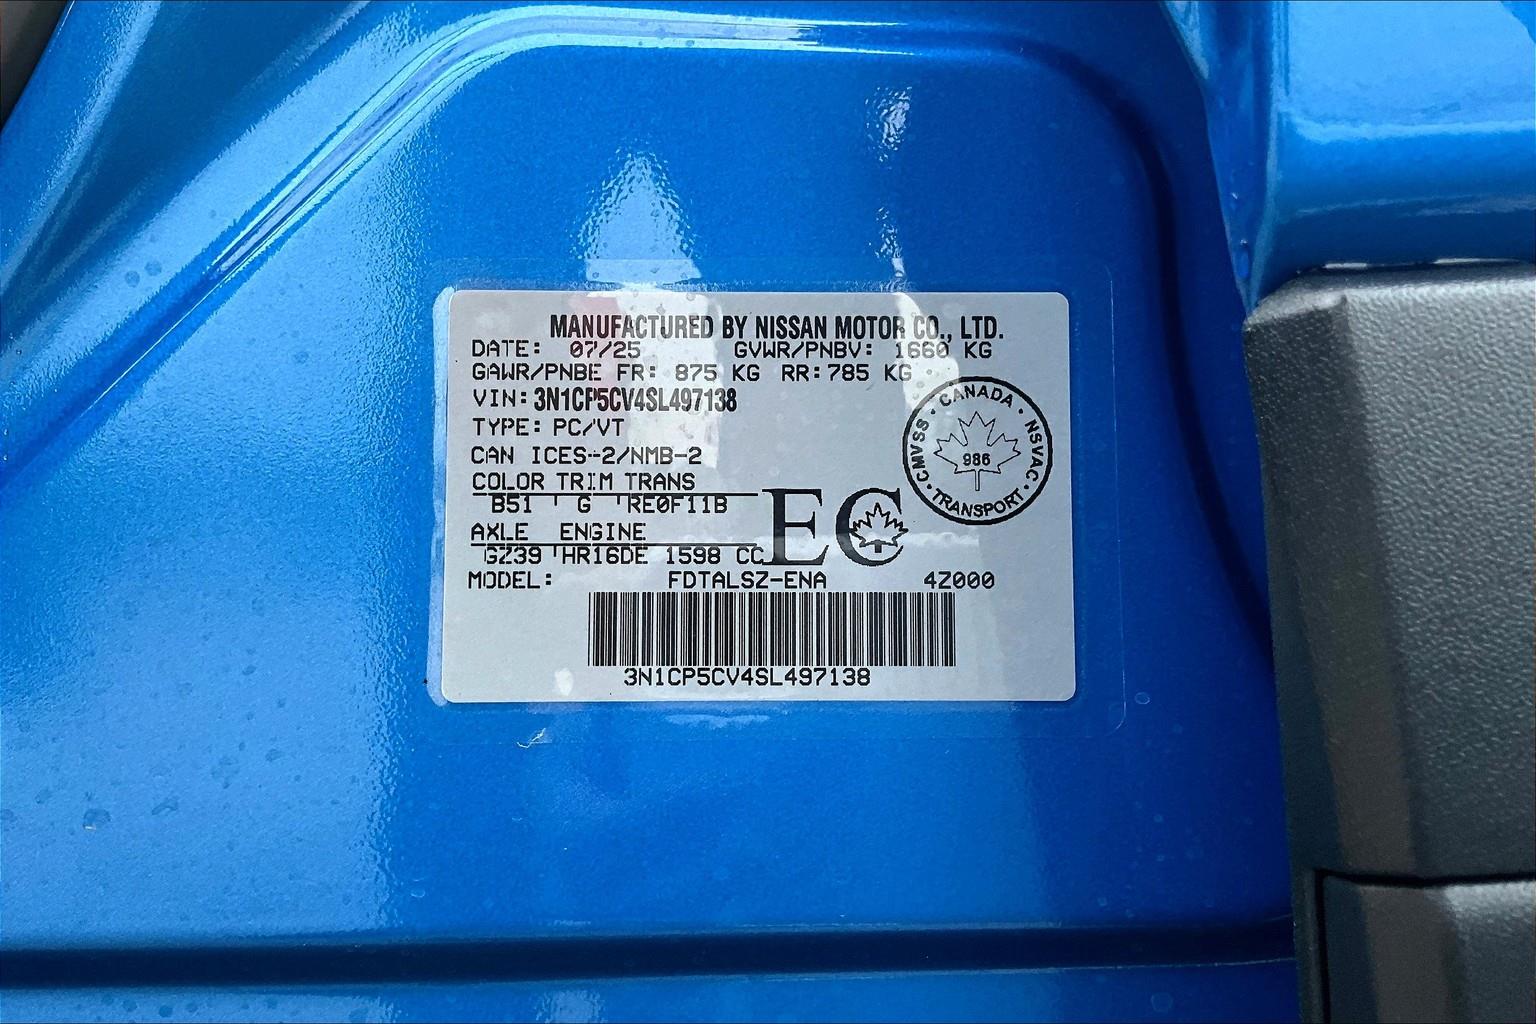 MANUFACTURED BY NISSAN MOTOR CO., LTD.
DATE: 07/25 GVWR/PNBV: 1660 KG
GAWR/PNBE FR: 875 KG RR:785 KG
VIN: 3N1CP5CV4SL497138
TYPE: PC/VT
CAN ICES-2/NMB-2
COLOR TRIM TRANS
B51 G RE0F11B
AXLE ENGINE
GZ39 HR16DE 1598 CC
MODEL: FDTALSZ-ENA 4Z000
3N1CP5CV4SL497138
CANADA · NSVAC · TRANSPORT · CMVSS ·
986
EC